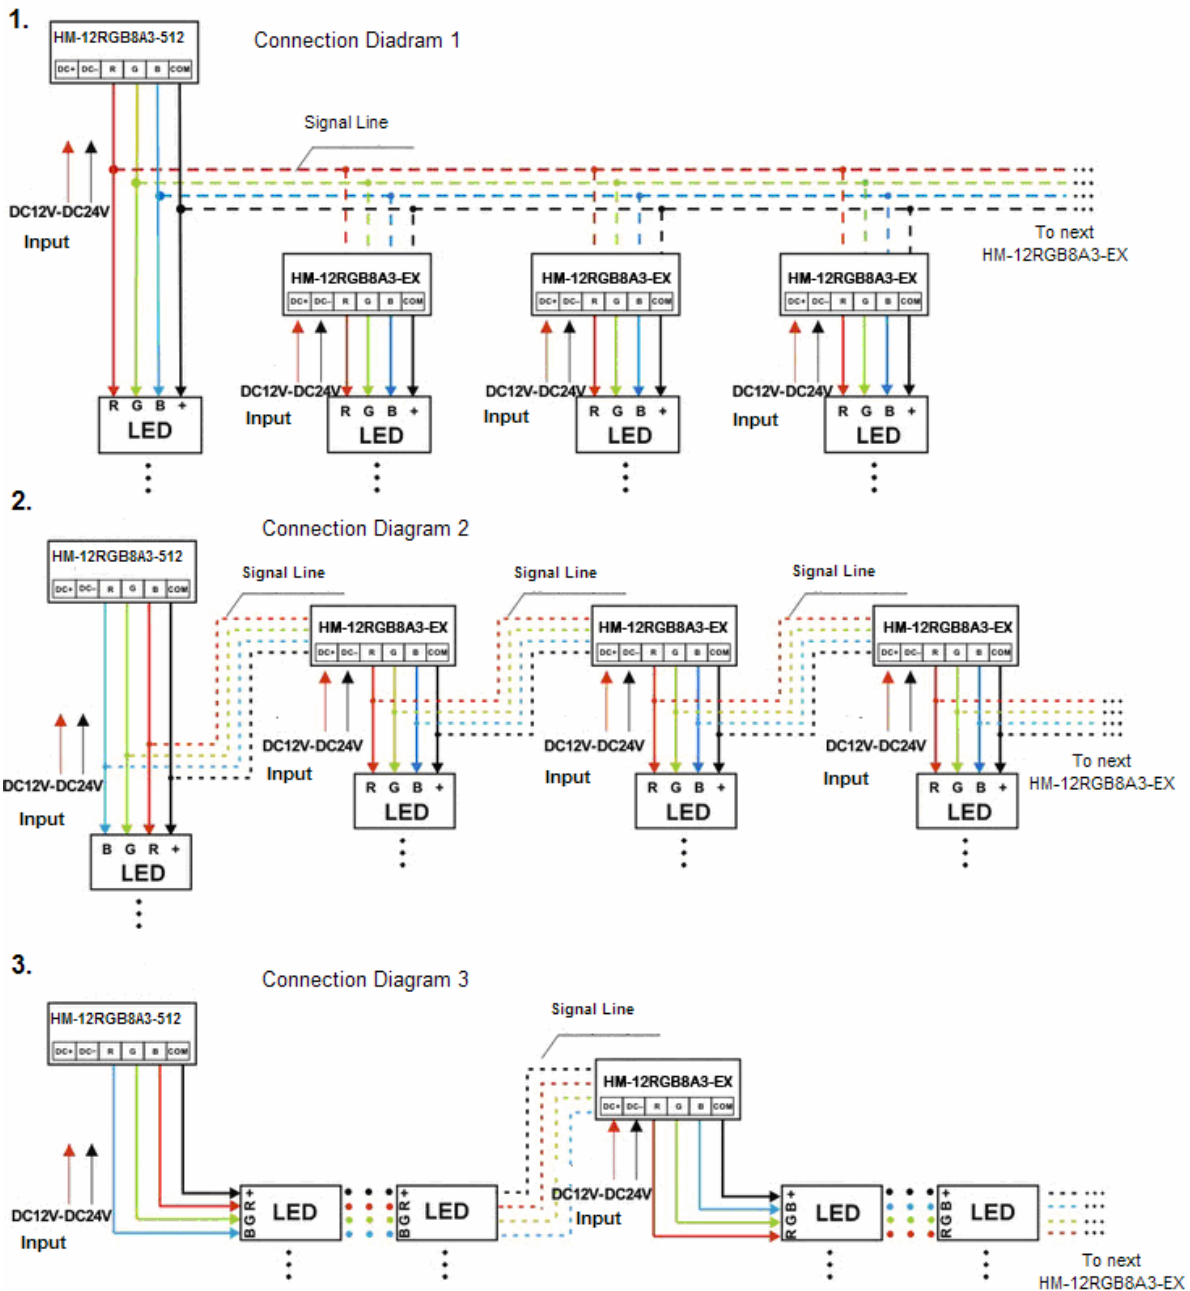 1.
HM-12RGB8A3-512
Connection Diadram 1
DC+ DC- R G B COM
Signal Line
DC12V-DC24V
Input
To next
HM-12RGB8A3-EX
HM-12RGB8A3-EX HM-12RGB8A3-EX HM-12RGB8A3-EX
DC+ DC- R G B COM DC+ DC- R G B COM DC+ DC- R G B COM
DC12V-DC24V DC12V-DC24V DC12V-DC24V
Input Input Input
R G B + R G B + R G B + R G B +
LED LED LED LED
2.
Connection Diagram 2
HM-12RGB8A3-512
DC+ DC- R G B COM
Signal Line Signal Line Signal Line
HM-12RGB8A3-EX HM-12RGB8A3-EX HM-12RGB8A3-EX
DC+ DC- R G B COM DC+ DC- R G B COM DC+ DC- R G B COM
DC12V-DC24V DC12V-DC24V DC12V-DC24V
Input Input Input
To next
HM-12RGB8A3-EX
DC12V-DC24V
Input
R G B + R G B + R G B +
LED LED LED
B G R +
LED
3.
Connection Diagram 3
HM-12RGB8A3-512
DC+ DC- R G B COM
Signal Line
HM-12RGB8A3-EX
DC+ DC- R G B COM
DC12V-DC24V
Input
DC12V-DC24V
Input
BGR+ LED BGR+ LED
RGB+ LED RGB+ LED
To next
HM-12RGB8A3-EX